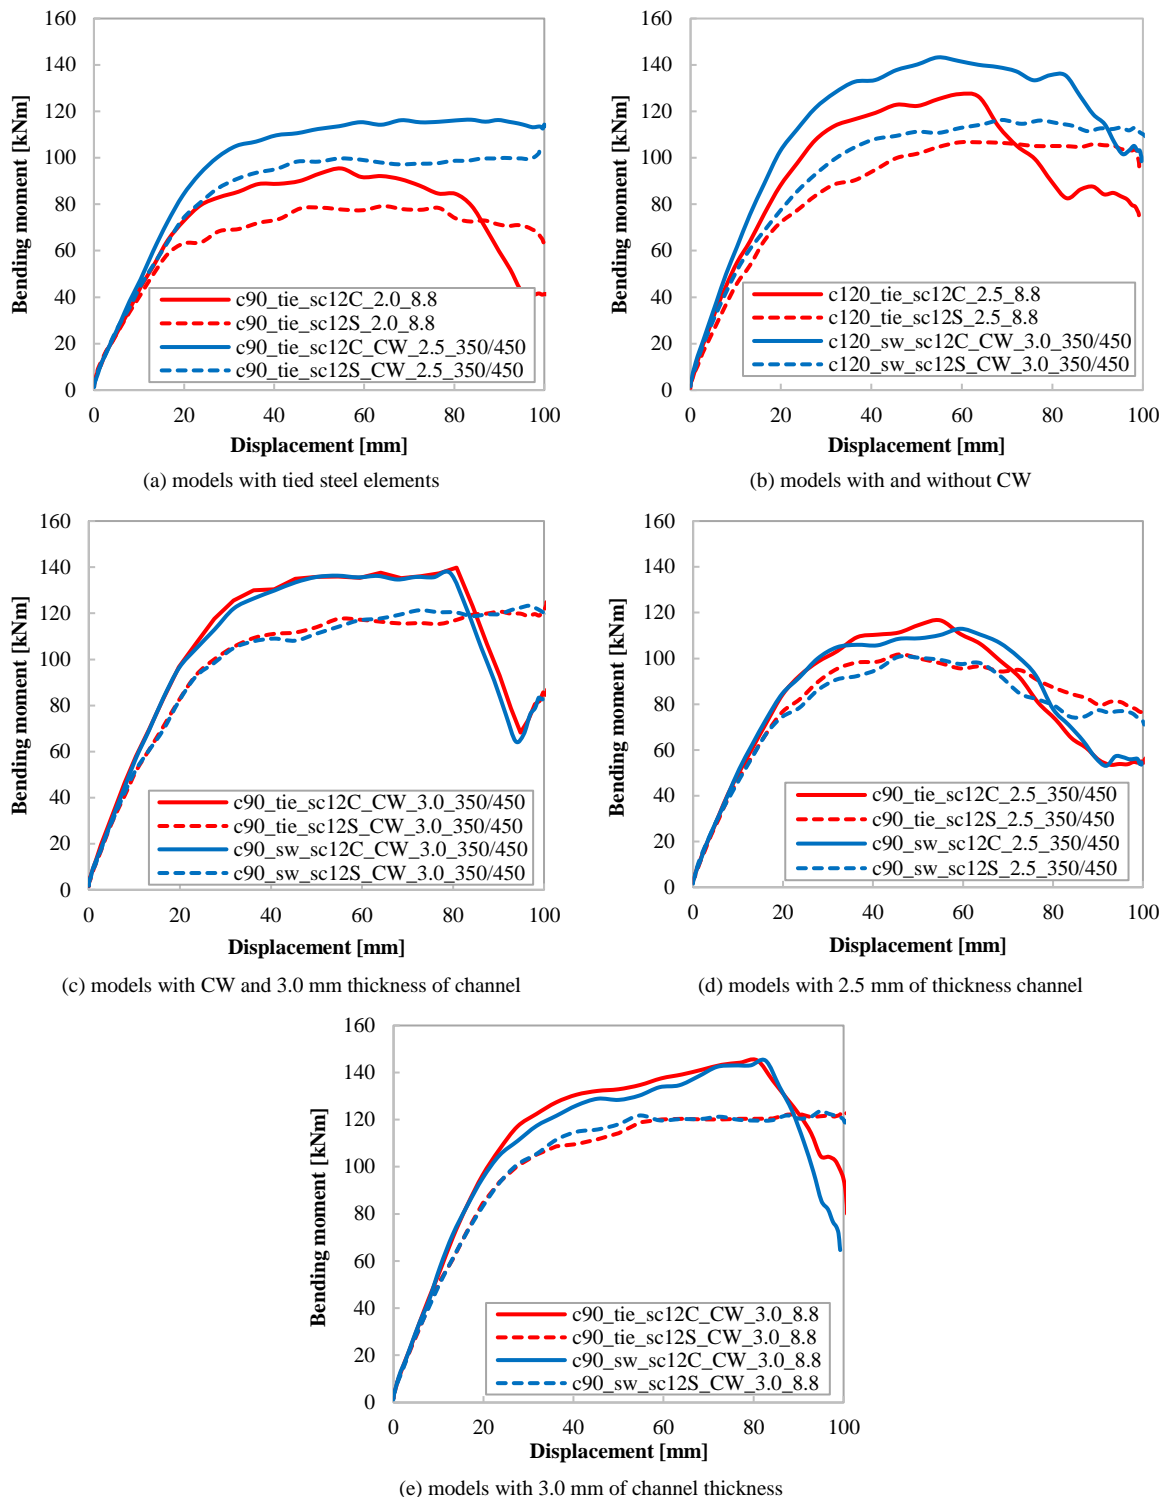 160
140
120
100
80
60
40
20
0
Bending moment [kNm]
c90_tie_sc12C_2.0_8.8
c90_tie_sc12S_2.0_8.8
c90_tie_sc12C_CW_2.5_350/450
c90_tie_sc12S_CW_2.5_350/450
0 20 40 60 80 100
Displacement [mm]
(a) models with tied steel elements
160
140
120
100
80
60
40
20
0
Bending moment [kNm]
c120_tie_sc12C_2.5_8.8
c120_tie_sc12S_2.5_8.8
c120_sw_sc12C_CW_3.0_350/450
c120_sw_sc12S_CW_3.0_350/450
0 20 40 60 80 100
Displacement [mm]
(b) models with and without CW
160
140
120
100
80
60
40
20
0
Bending moment [kNm]
c90_tie_sc12C_CW_3.0_350/450
c90_tie_sc12S_CW_3.0_350/450
c90_sw_sc12C_CW_3.0_350/450
c90_sw_sc12S_CW_3.0_350/450
0 20 40 60 80 100
Displacement [mm]
(c) models with CW and 3.0 mm thickness of channel
160
140
120
100
80
60
40
20
0
Bending moment [kNm]
c90_tie_sc12C_2.5_350/450
c90_tie_sc12S_2.5_350/450
c90_sw_sc12C_2.5_350/450
c90_sw_sc12S_2.5_350/450
0 20 40 60 80 100
Displacement [mm]
(d) models with 2.5 mm of thickness channel
160
140
120
100
80
60
40
20
0
Bending moment [kNm]
c90_tie_sc12C_CW_3.0_8.8
c90_tie_sc12S_CW_3.0_8.8
c90_sw_sc12C_CW_3.0_8.8
c90_sw_sc12S_CW_3.0_8.8
0 20 40 60 80 100
Displacement [mm]
(e) models with 3.0 mm of channel thickness